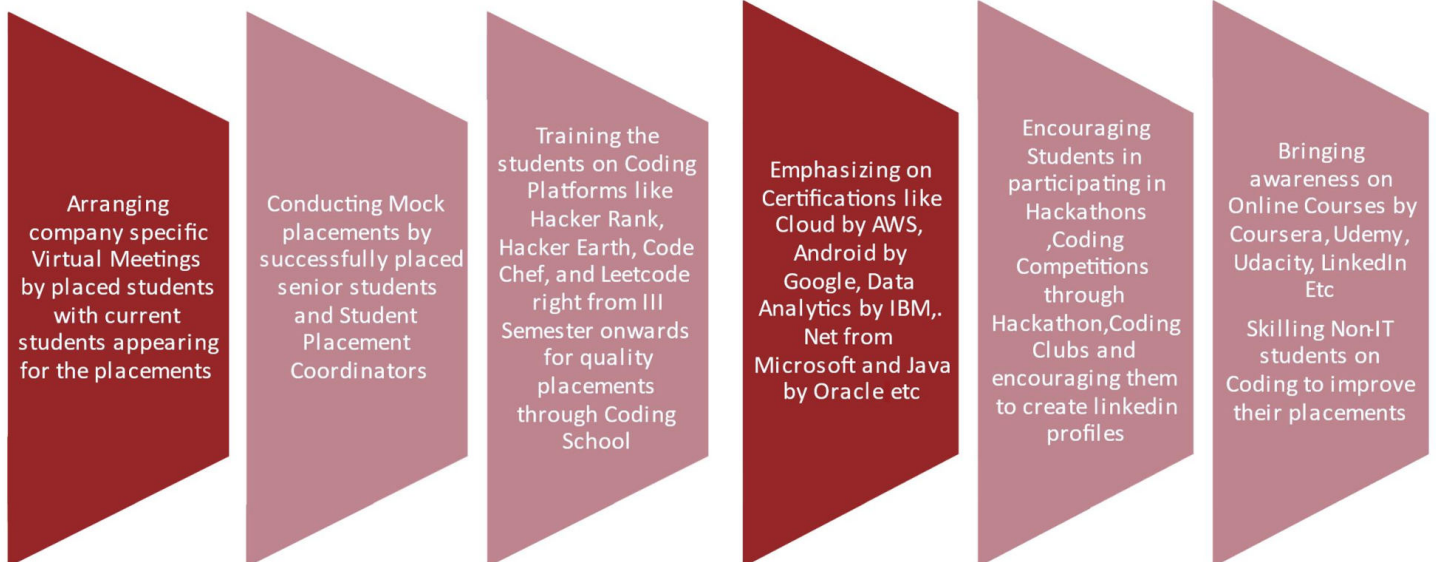 Arranging
company specific
Virtual Meetings
by placed students
with current
students appearing
for the placements
Conducting Mock
placements by
successfully placed
senior students
and Student
Placement
Coordinators
Training the
students on Coding
Platforms like
Hacker Rank,
Hacker Earth, Code
Chef, and Leetcode
right from III
Semester onwards
for quality
placements
through Coding
School
Emphasizing on
Certifications like
Cloud by AWS,
Android by
Google, Data
Analytics by IBM,.
Net from
Microsoft and Java
by Oracle etc
Encouraging
Students in
participating in
Hackathons
,Coding
Competitions
through
Hackathon,Coding
Clubs and
encouraging them
to create linkedin
profiles
Bringing
awareness on
Online Courses by
Coursera, Udemy,
Udacity, LinkedIn
Etc
Skilling Non-IT
students on
Coding to improve
their placements